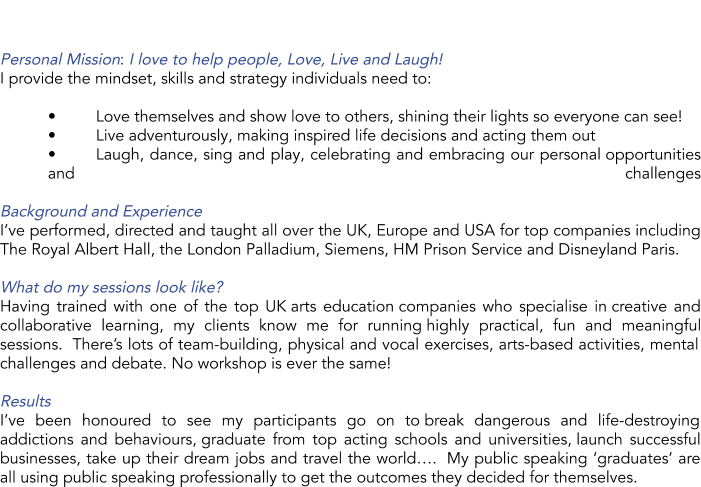 Personal Mission: I love to help people, Love, Live and Laugh!
I provide the mindset, skills and strategy individuals need to:
• Love themselves and show love to others, shining their lights so everyone can see!
• Live adventurously, making inspired life decisions and acting them out
• Laugh, dance, sing and play, celebrating and embracing our personal opportunities
and challenges
Background and Experience
I’ve performed, directed and taught all over the UK, Europe and USA for top companies including
The Royal Albert Hall, the London Palladium, Siemens, HM Prison Service and Disneyland Paris.
What do my sessions look like?
Having trained with one of the top UK arts education companies who specialise in creative and
collaborative learning, my clients know me for running highly practical, fun and meaningful
sessions. There’s lots of team-building, physical and vocal exercises, arts-based activities, mental
challenges and debate. No workshop is ever the same!
Results
I’ve been honoured to see my participants go on to break dangerous and life-destroying
addictions and behaviours, graduate from top acting schools and universities, launch successful
businesses, take up their dream jobs and travel the world…. My public speaking ‘graduates’ are
all using public speaking professionally to get the outcomes they decided for themselves.